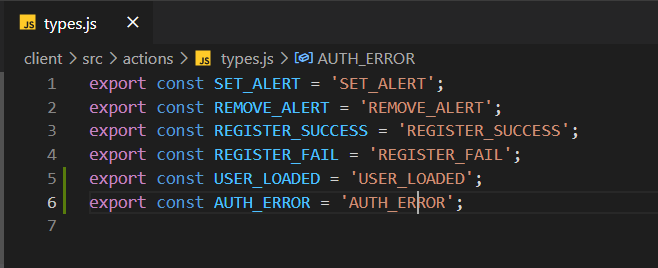 JS types.js ×
client > src > actions > JS types.js > AUTH_ERROR
1 export const SET_ALERT = 'SET_ALERT';
2 export const REMOVE_ALERT = 'REMOVE_ALERT';
3 export const REGISTER_SUCCESS = 'REGISTER_SUCCESS';
4 export const REGISTER_FAIL = 'REGISTER_FAIL';
5 export const USER_LOADED = 'USER_LOADED';
6 export const AUTH_ERROR = 'AUTH_ERROR';
7